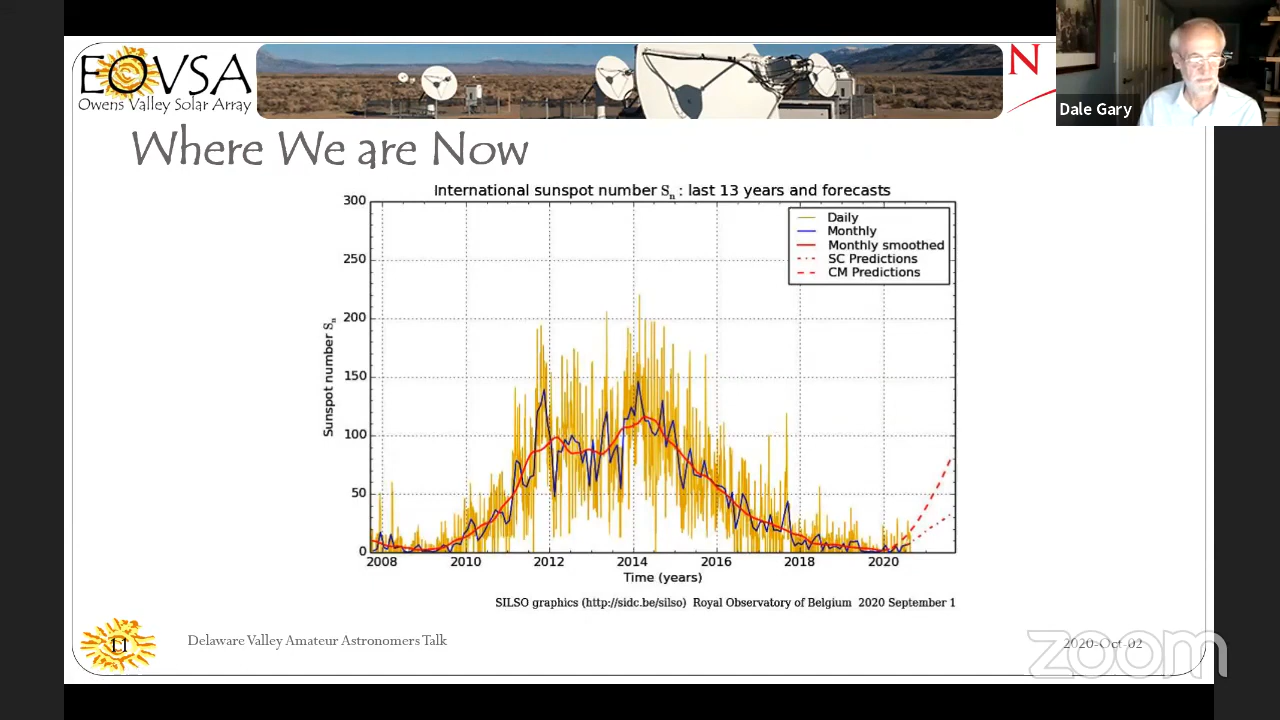 EOVSA
Owens Valley Solar Array
N
Dale Gary
Where We are Now
International sunspot number Sn : last 13 years and forecasts
300
250
200
150
100
50
0
Sunspot number Sn
Daily
Monthly
Monthly smoothed
SC Predictions
CM Predictions
2008 2010 2012 2014 2016 2018 2020
Time (years)
SILSO graphics (http://sidc.be/silso) Royal Observatory of Belgium 2020 September 1
11
Delaware Valley Amateur Astronomers Talk
2020-Oct-02
zoom